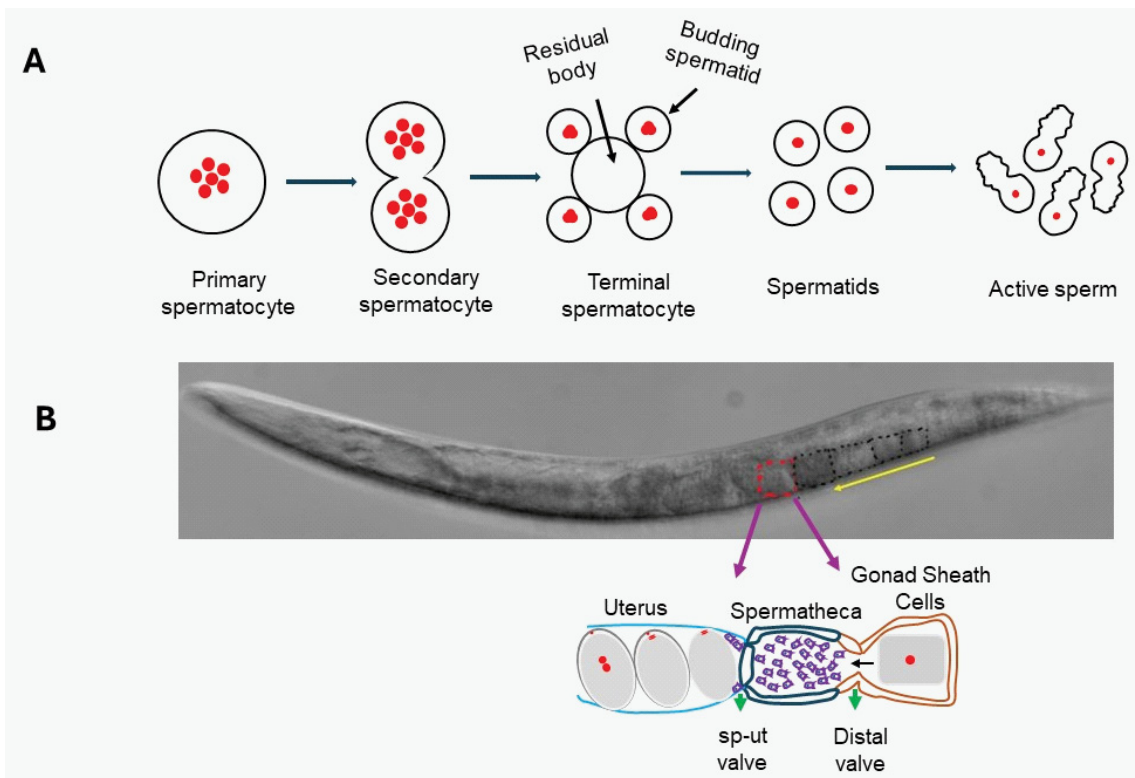 A
Residual
body
Budding
spermatid
Primary
spermatocyte
Secondary
spermatocyte
Terminal
spermatocyte
Spermatids
Active sperm
B
Uterus
Spermatheca
Gonad Sheath
Cells
sp-ut
valve
Distal
valve